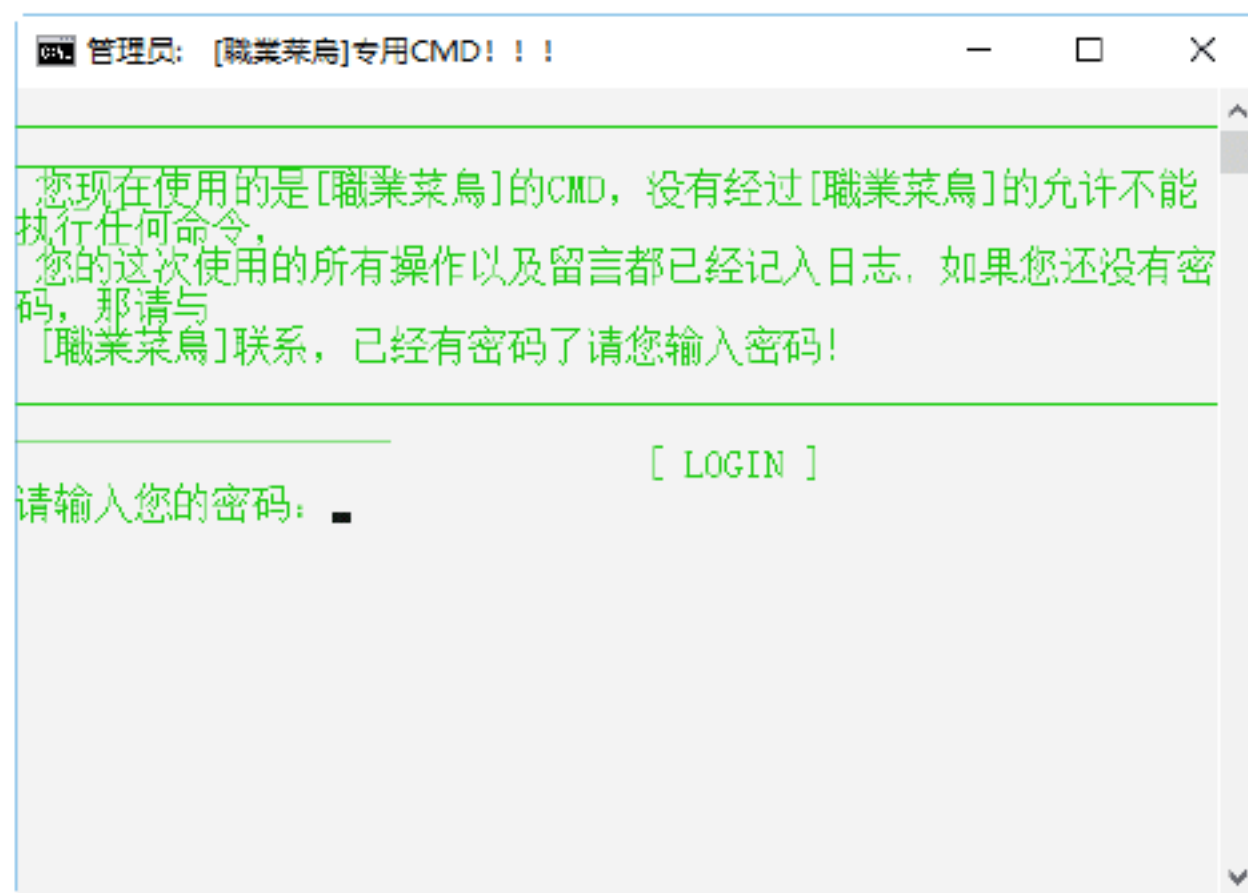 管理员: [職業菜鳥]专用CMD！！！
您现在使用的是[職業菜鳥]的CMD，没有经过[職業菜鳥]的允许不能
执行任何命令，
您的这次使用的所有操作以及留言都已经记入日志．如果您还没有密
码，那请与
[職業菜鳥]联系，已经有密码了请您输入密码！
[ LOGIN ]
请输入您的密码：